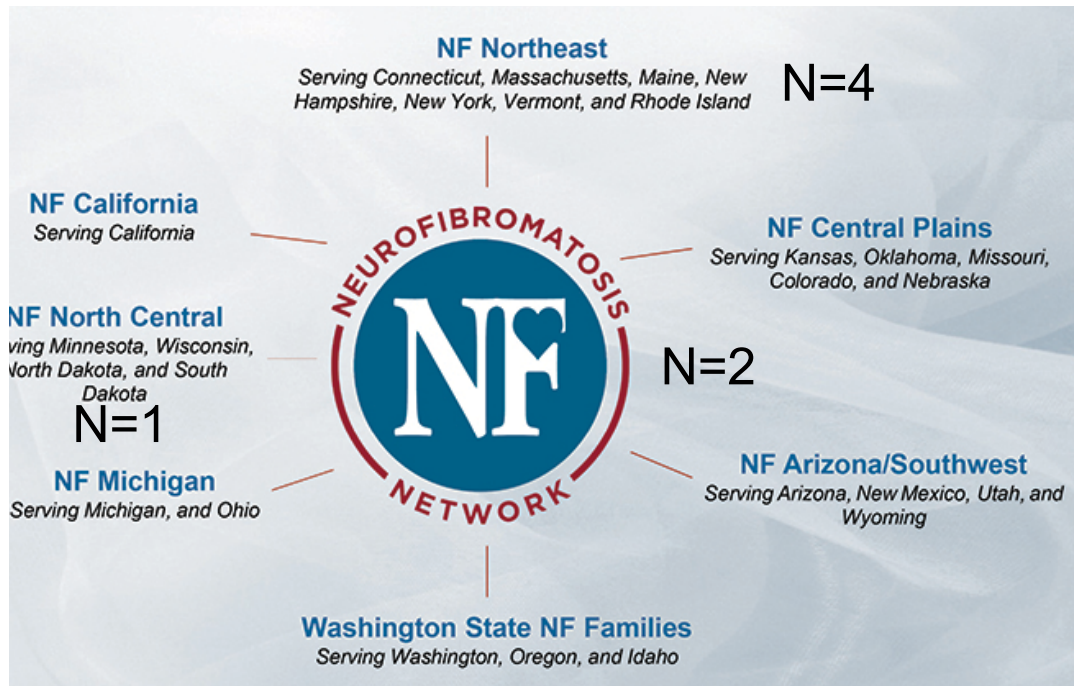 NF Northeast
Serving Connecticut, Massachusetts, Maine, New
Hampshire, New York, Vermont, and Rhode Island
N=4
NF California
Serving California
NF Central Plains
Serving Kansas, Oklahoma, Missouri,
Colorado, and Nebraska
NEUROFIBROMATOSIS
NF
NETWORK
NF North Central
ving Minnesota, Wisconsin,
North Dakota, and South
Dakota
N=1
N=2
NF Michigan
Serving Michigan, and Ohio
NF Arizona/Southwest
Serving Arizona, New Mexico, Utah, and
Wyoming
Washington State NF Families
Serving Washington, Oregon, and Idaho